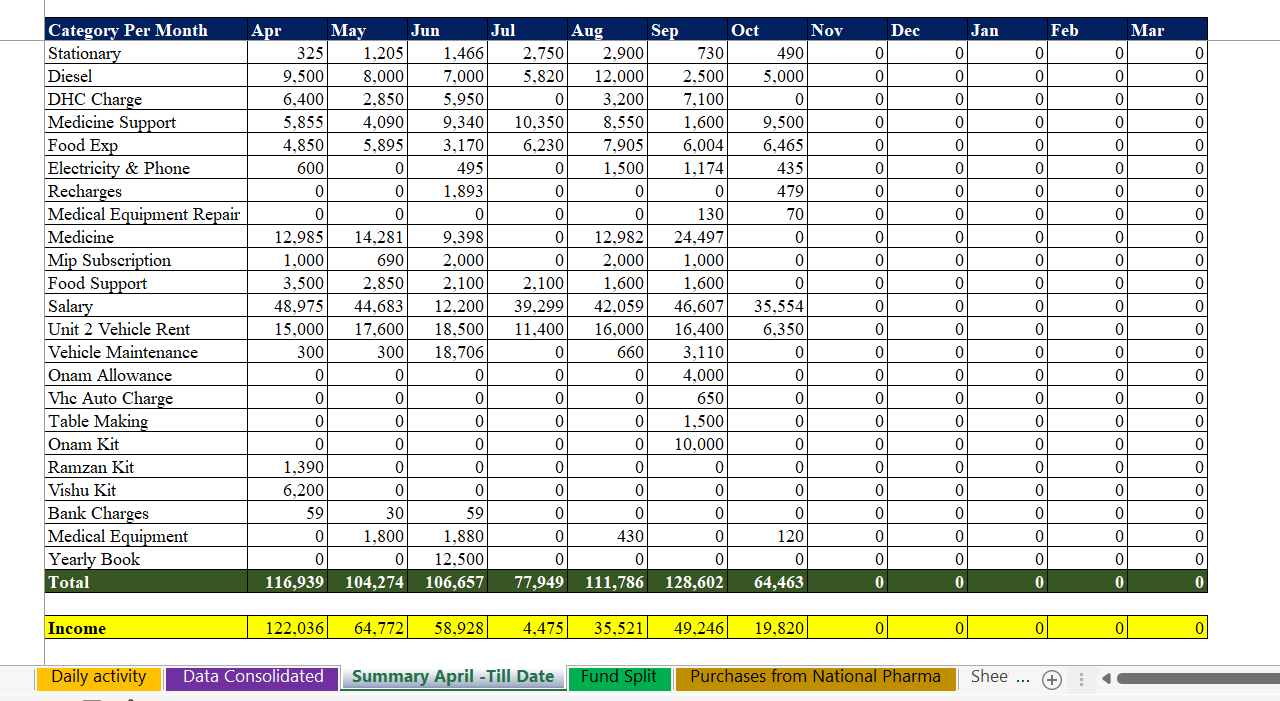 Category Per Month Apr May Jun Jul Aug Sep Oct Nov Dec Jan Feb Mar
Stationary 325 1,205 1,466 2,750 2,900 730 490 0 0 0 0 0
Diesel 9,500 8,000 7,000 5,820 12,000 2,500 5,000 0 0 0 0 0
DHC Charge 6,400 2,850 5,950 0 3,200 7,100 0 0 0 0 0 0
Medicine Support 5,855 4,090 9,340 10,350 8,550 1,600 9,500 0 0 0 0 0
Food Exp 4,850 5,895 3,170 6,230 7,905 6,004 6,465 0 0 0 0 0
Electricity & Phone 600 0 495 0 1,500 1,174 435 0 0 0 0 0
Recharges 0 0 1,893 0 0 0 479 0 0 0 0 0
Medical Equipment Repair 0 0 0 0 0 130 70 0 0 0 0 0
Medicine 12,985 14,281 9,398 0 12,982 24,497 0 0 0 0 0 0
Mip Subscription 1,000 690 2,000 0 2,000 1,000 0 0 0 0 0 0
Food Support 3,500 2,850 2,100 2,100 1,600 1,600 0 0 0 0 0 0
Salary 48,975 44,683 12,200 39,299 42,059 46,607 35,554 0 0 0 0 0
Unit 2 Vehicle Rent 15,000 17,600 18,500 11,400 16,000 16,400 6,350 0 0 0 0 0
Vehicle Maintenance 300 300 18,706 0 660 3,110 0 0 0 0 0 0
Onam Allowance 0 0 0 0 0 4,000 0 0 0 0 0 0
Vhc Auto Charge 0 0 0 0 0 650 0 0 0 0 0 0
Table Making 0 0 0 0 0 1,500 0 0 0 0 0 0
Onam Kit 0 0 0 0 0 10,000 0 0 0 0 0 0
Ramzan Kit 1,390 0 0 0 0 0 0 0 0 0 0 0
Vishu Kit 6,200 0 0 0 0 0 0 0 0 0 0 0
Bank Charges 59 30 59 0 0 0 0 0 0 0 0 0
Medical Equipment 0 1,800 1,880 0 430 0 120 0 0 0 0 0
Yearly Book 0 0 12,500 0 0 0 0 0 0 0 0 0
Total 116,939 104,274 106,657 77,949 111,786 128,602 64,463 0 0 0 0 0
Income 122,036 64,772 58,928 4,475 35,521 49,246 19,820 0 0 0 0 0
Daily activity Data Consolidated Summary April -Till Date Fund Split Purchases from National Pharma Shee ...